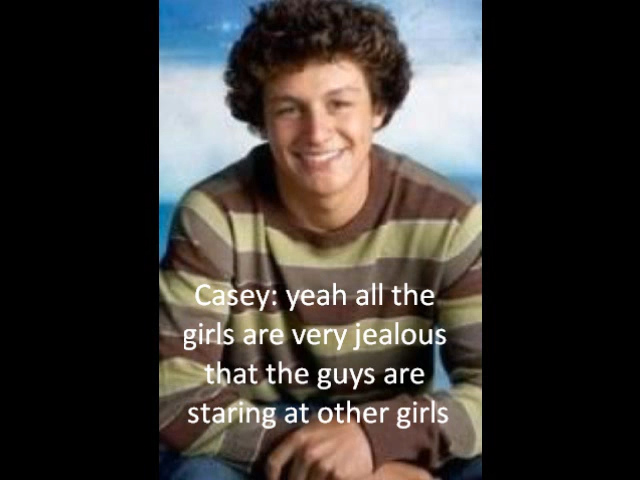 Casey: yeah all the
girls are very jealous
that the guys are
staring at other girls